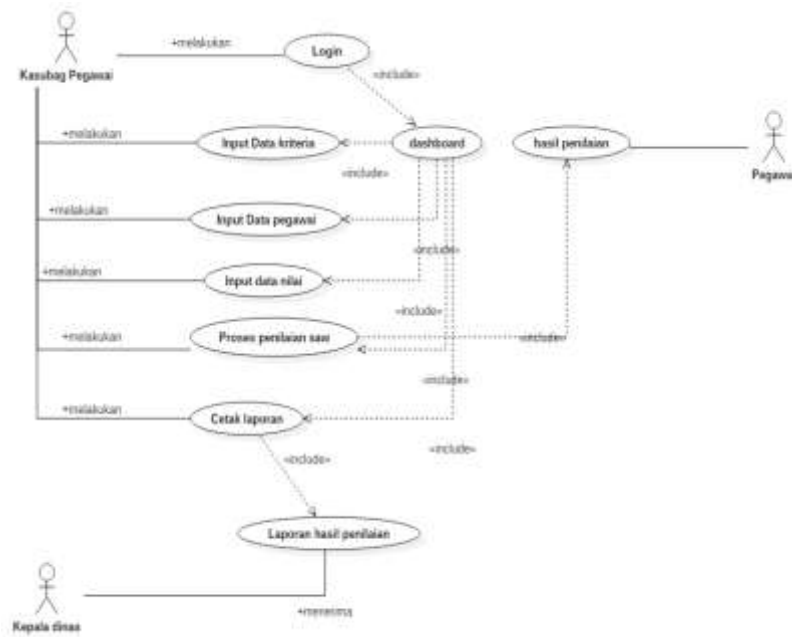 +melakukan
Login
Kasubag Pegawai
«include»
+melakukan
Input Data kriteria
dashboard
hasil penilaian
«include»
Pegawai
+melakukan
Input Data pegawai
«include»
+melakukan
Input data nilai
«include»
+melakukan
Proses penilaian saw
«include»
«include»
+melakukan
Cetak laporan
«include»
«include»
Laporan hasil penilaian
+menerima
Kepala dinas